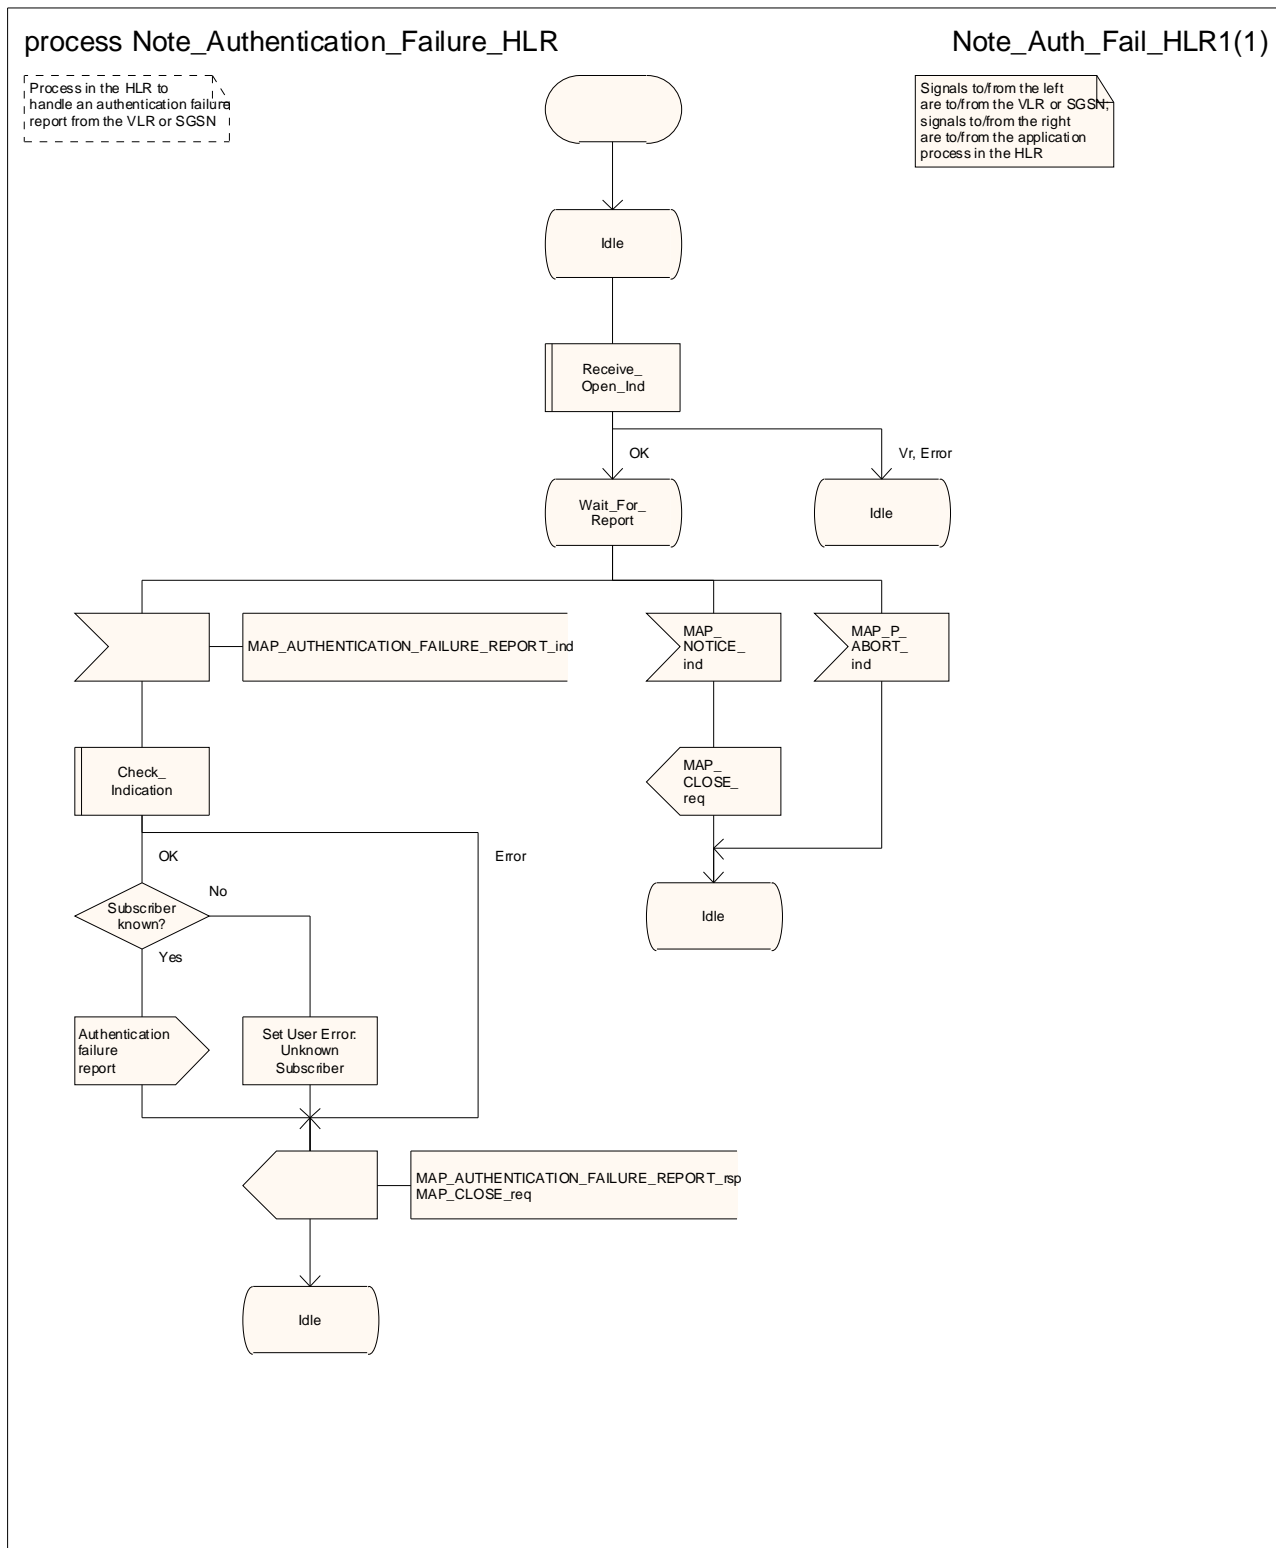 process Note_Authentication_Failure_HLR
Note_Auth_Fail_HLR1(1)
Process in the HLR to
handle an authentication failure
report from the VLR or SGSN
Signals to/from the left
are to/from the VLR or SGSN;
signals to/from the right
are to/from the application
process in the HLR
Idle
Receive_
Open_Ind
OK
Vr, Error
Wait_For_
Report
Idle
MAP_AUTHENTICATION_FAILURE_REPORT_ind
MAP_
NOTICE_
ind
MAP_P_
ABORT_
ind
Check_
Indication
MAP_
CLOSE_
req
OK
Error
No
Subscriber
known?
Idle
Yes
Authentication
failure
report
Set User Error:
Unknown
Subscriber
MAP_AUTHENTICATION_FAILURE_REPORT_rsp
MAP_CLOSE_req
Idle